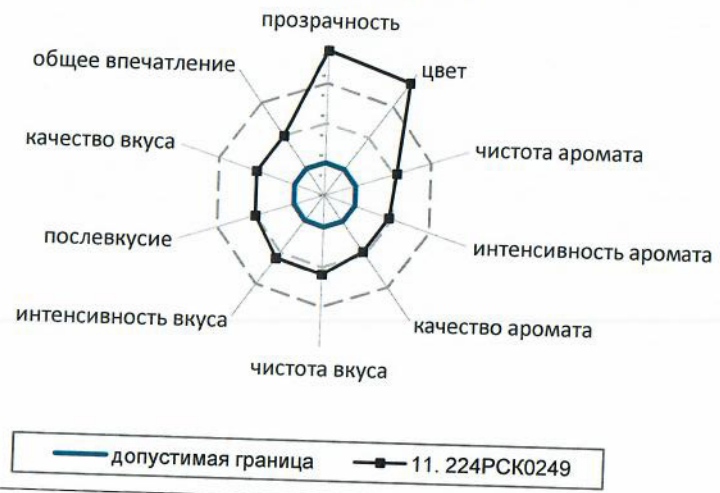 прозрачность
общее впечатление
цвет
качество вкуса
чистота аромата
послевкусие
интенсивность аромата
интенсивность вкуса
качество аромата
чистота вкуса
допустимая граница 11. 224РСК0249